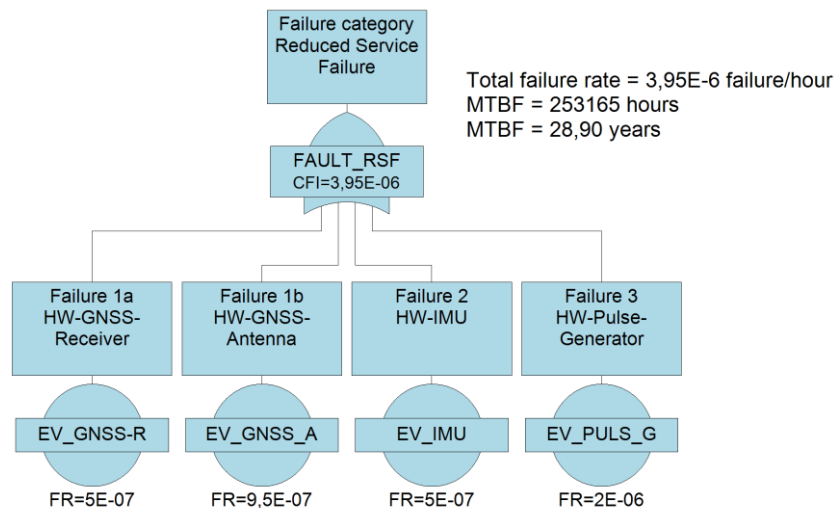 Failure category
Reduced Service
Failure
Total failure rate = 3,95E-6 failure/hour
MTBF = 253165 hours
MTBF = 28,90 years
FAULT_RSF
CFI=3,95E-06
Failure 1a
HW-GNSS-
Receiver
Failure 1b
HW-GNSS-
Antenna
Failure 2
HW-IMU
Failure 3
HW-Pulse-
Generator
EV_GNSS-R
EV_GNSS_A
EV_IMU
EV_PULS_G
FR=5E-07
FR=9,5E-07
FR=5E-07
FR=2E-06